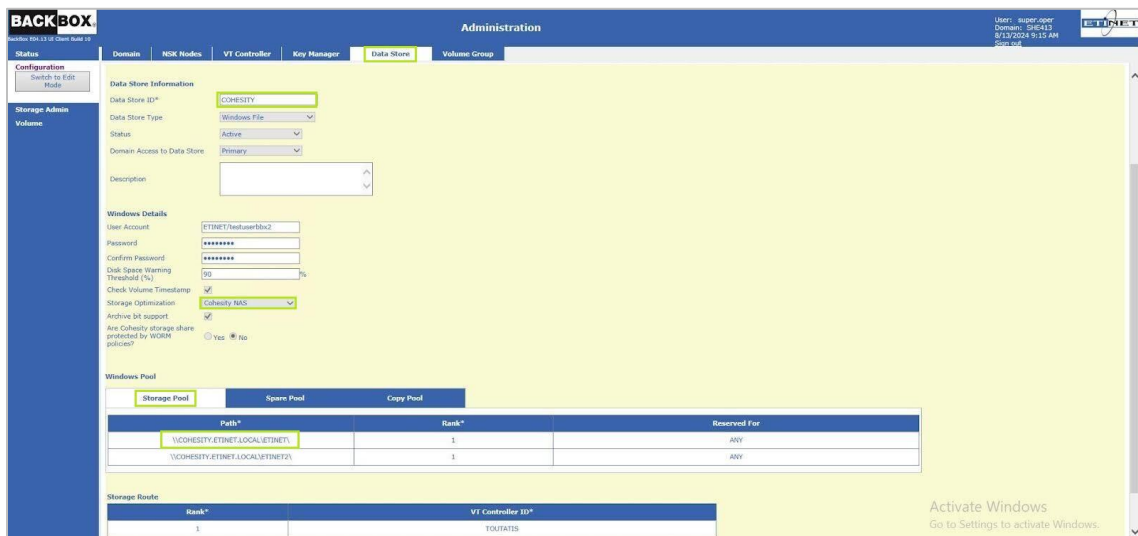 BACKBOX
BackBox E04.13 UI Client Build 10
Administration
User: super.oper
Domain: SHE413
8/13/2024 9:15 AM
Sign out
ETINET
Status
Domain NSK Nodes VT Controller Key Manager Data Store Volume Group
Configuration
Switch to Edit Mode
Storage Admin
Volume
Data Store Information
Data Store ID* COHESITY
Data Store Type Windows File
Status Active
Domain Access to Data Store Primary
Description
Windows Details
User Account ETINET/testuserbbx2
Password ••••••••
Confirm Password ••••••••
Disk Space Warning
Threshold (%) 90 %
Check Volume Timestamp
Storage Optimization Cohesity NAS
Archive bit support
Are Cohesity storage share
protected by WORM Yes No
policies?
Windows Pool
Storage Pool Spare Pool Copy Pool
Path* Rank* Reserved For
\\COHESITY.ETINET.LOCAL\ETINET\ 1 ANY
\\COHESITY.ETINET.LOCAL\ETINET2\ 1 ANY
Storage Route
Rank* VT Controller ID*
1 TOUTATIS
Activate Windows
Go to Settings to activate Windows.